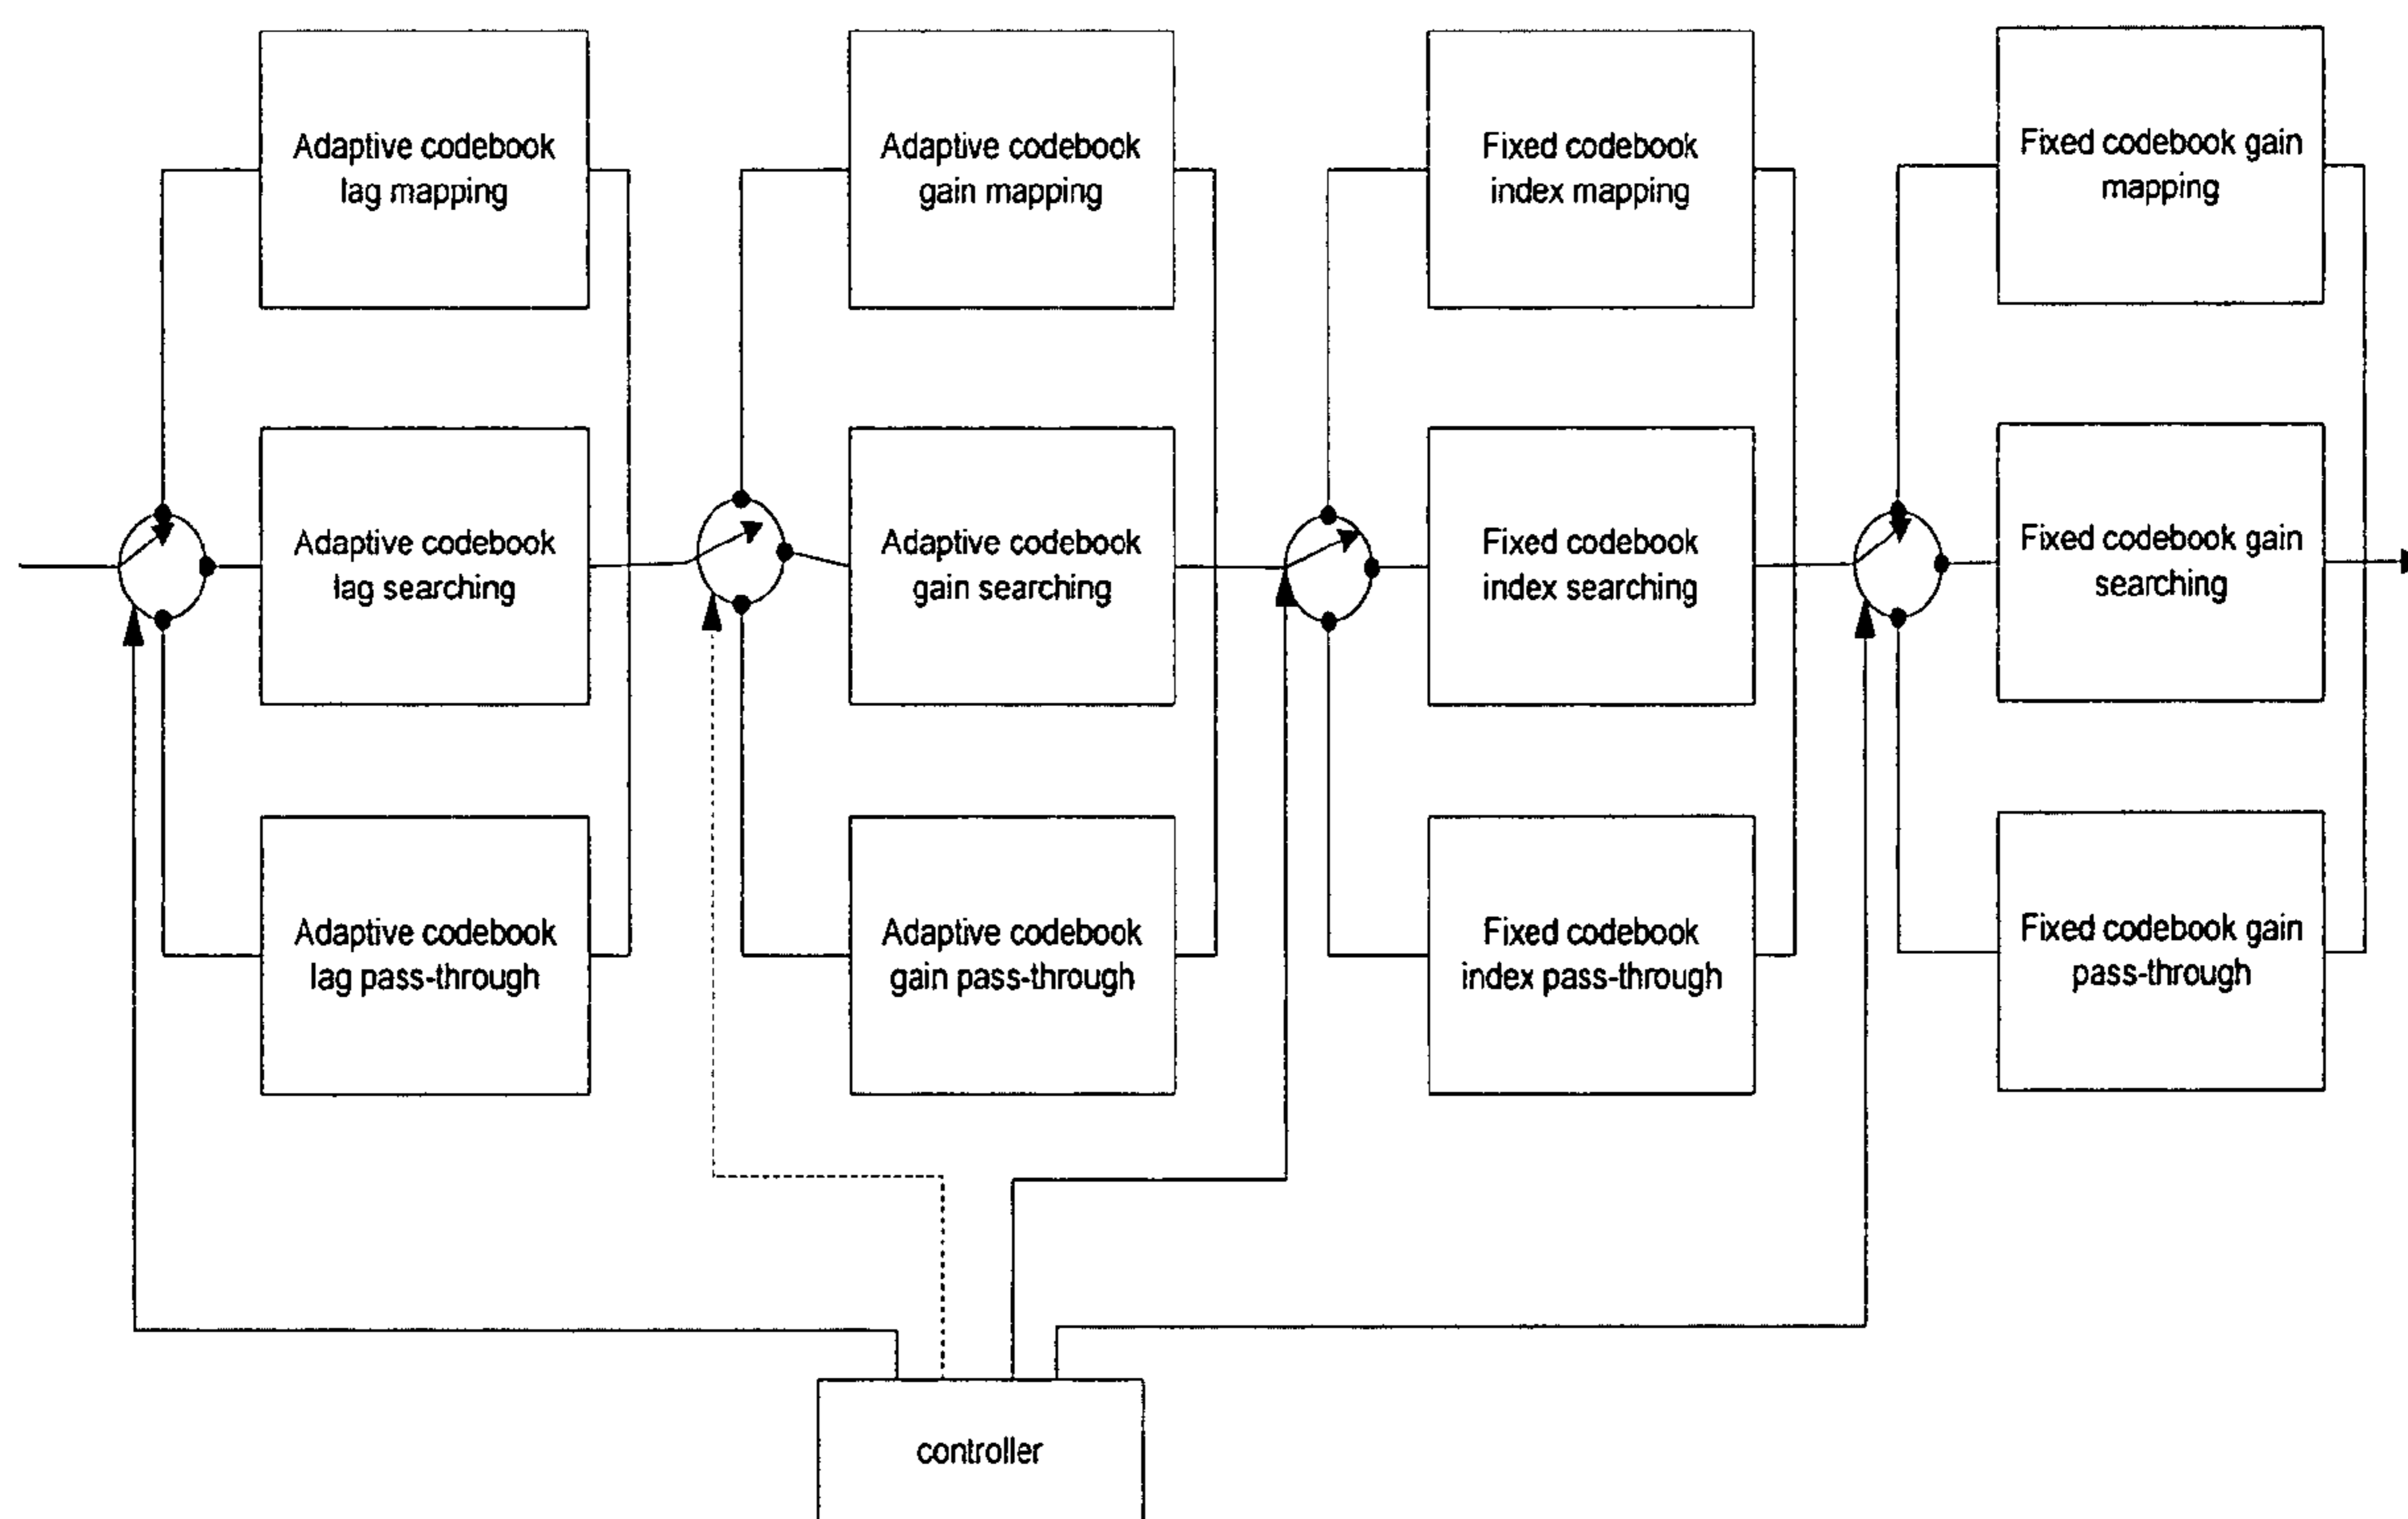 Adaptive codebook
lag mapping
Adaptive codebook
gain mapping
Fixed codebook
index mapping
Fixed codebook gain
mapping
Adaptive codebook
lag searching
Adaptive codebook
gain searching
Fixed codebook
index searching
Fixed codebook gain
searching
Adaptive codebook
lag pass-through
Adaptive codebook
gain pass-through
Fixed codebook
index pass-through
Fixed codebook gain
pass-through
controller